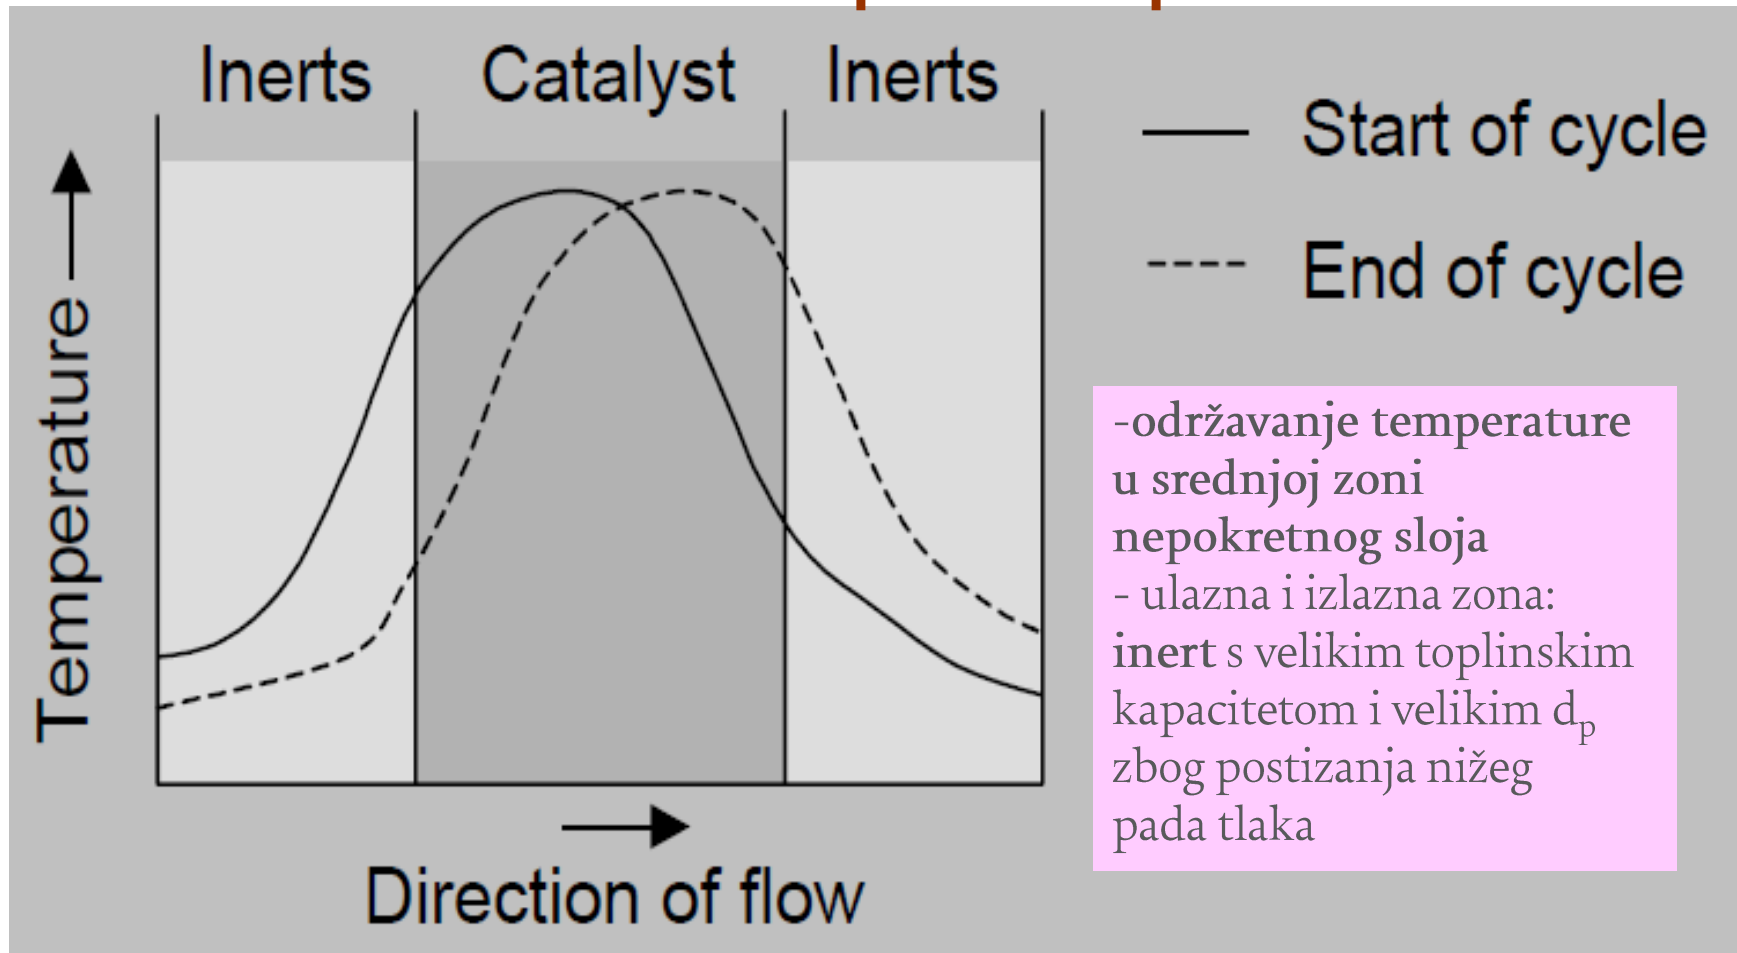 Inerts Catalyst Inerts
Start of cycle
End of cycle
Temperature
Direction of flow
-održavanje temperature
u srednjoj zoni
nepokretnog sloja
- ulazna i izlazna zona:
inert s velikim toplinskim
kapacitetom i velikim dp
zbog postizanja nižeg
pada tlaka